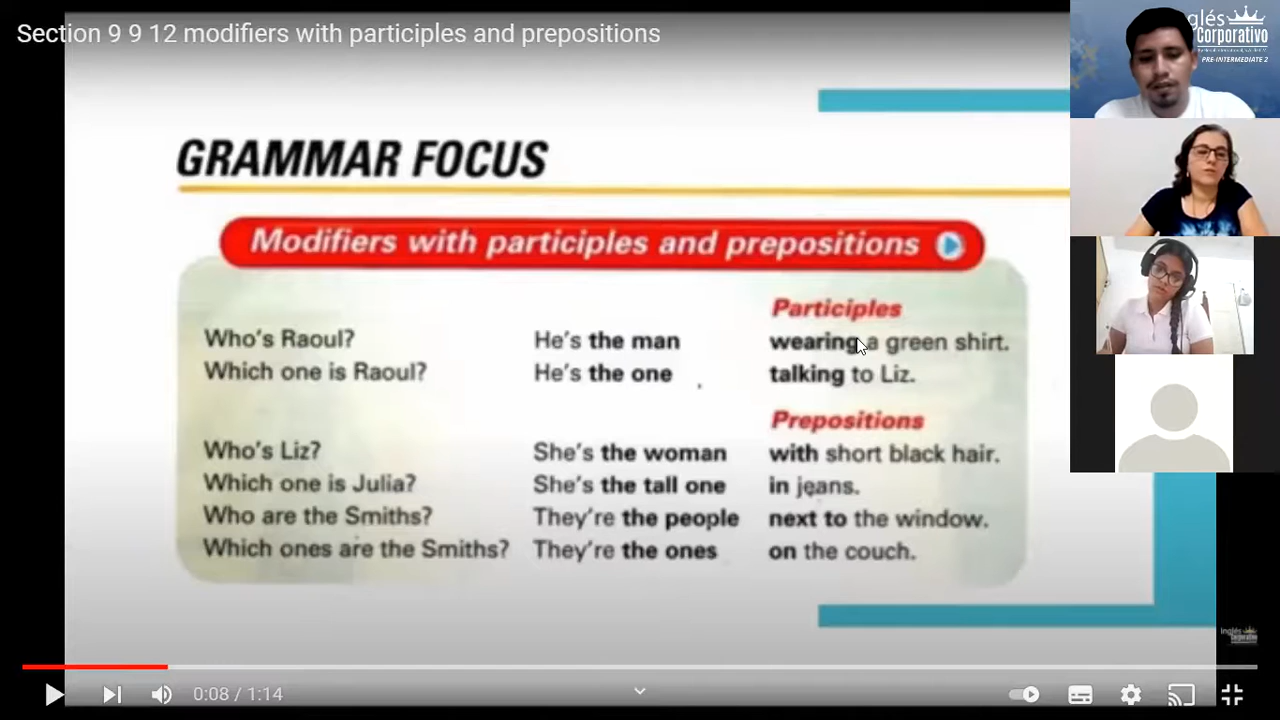 Section 9 9 12 modifiers with participles and prepositions
Inglés
Corporativo
PRE-INTERMEDIATE 2
GRAMMAR FOCUS
Modifiers with participles and prepositions
Participles
Who's Raoul? He's the man wearing a green shirt.
Which one is Raoul? He's the one talking to Liz.
Prepositions
Who's Liz? She's the woman with short black hair.
Which one is Julia? She's the tall one in jeans.
Who are the Smiths? They're the people next to the window.
Which ones are the Smiths? They're the ones on the couch.
Inglés
Corporativo
0:08 / 1:14